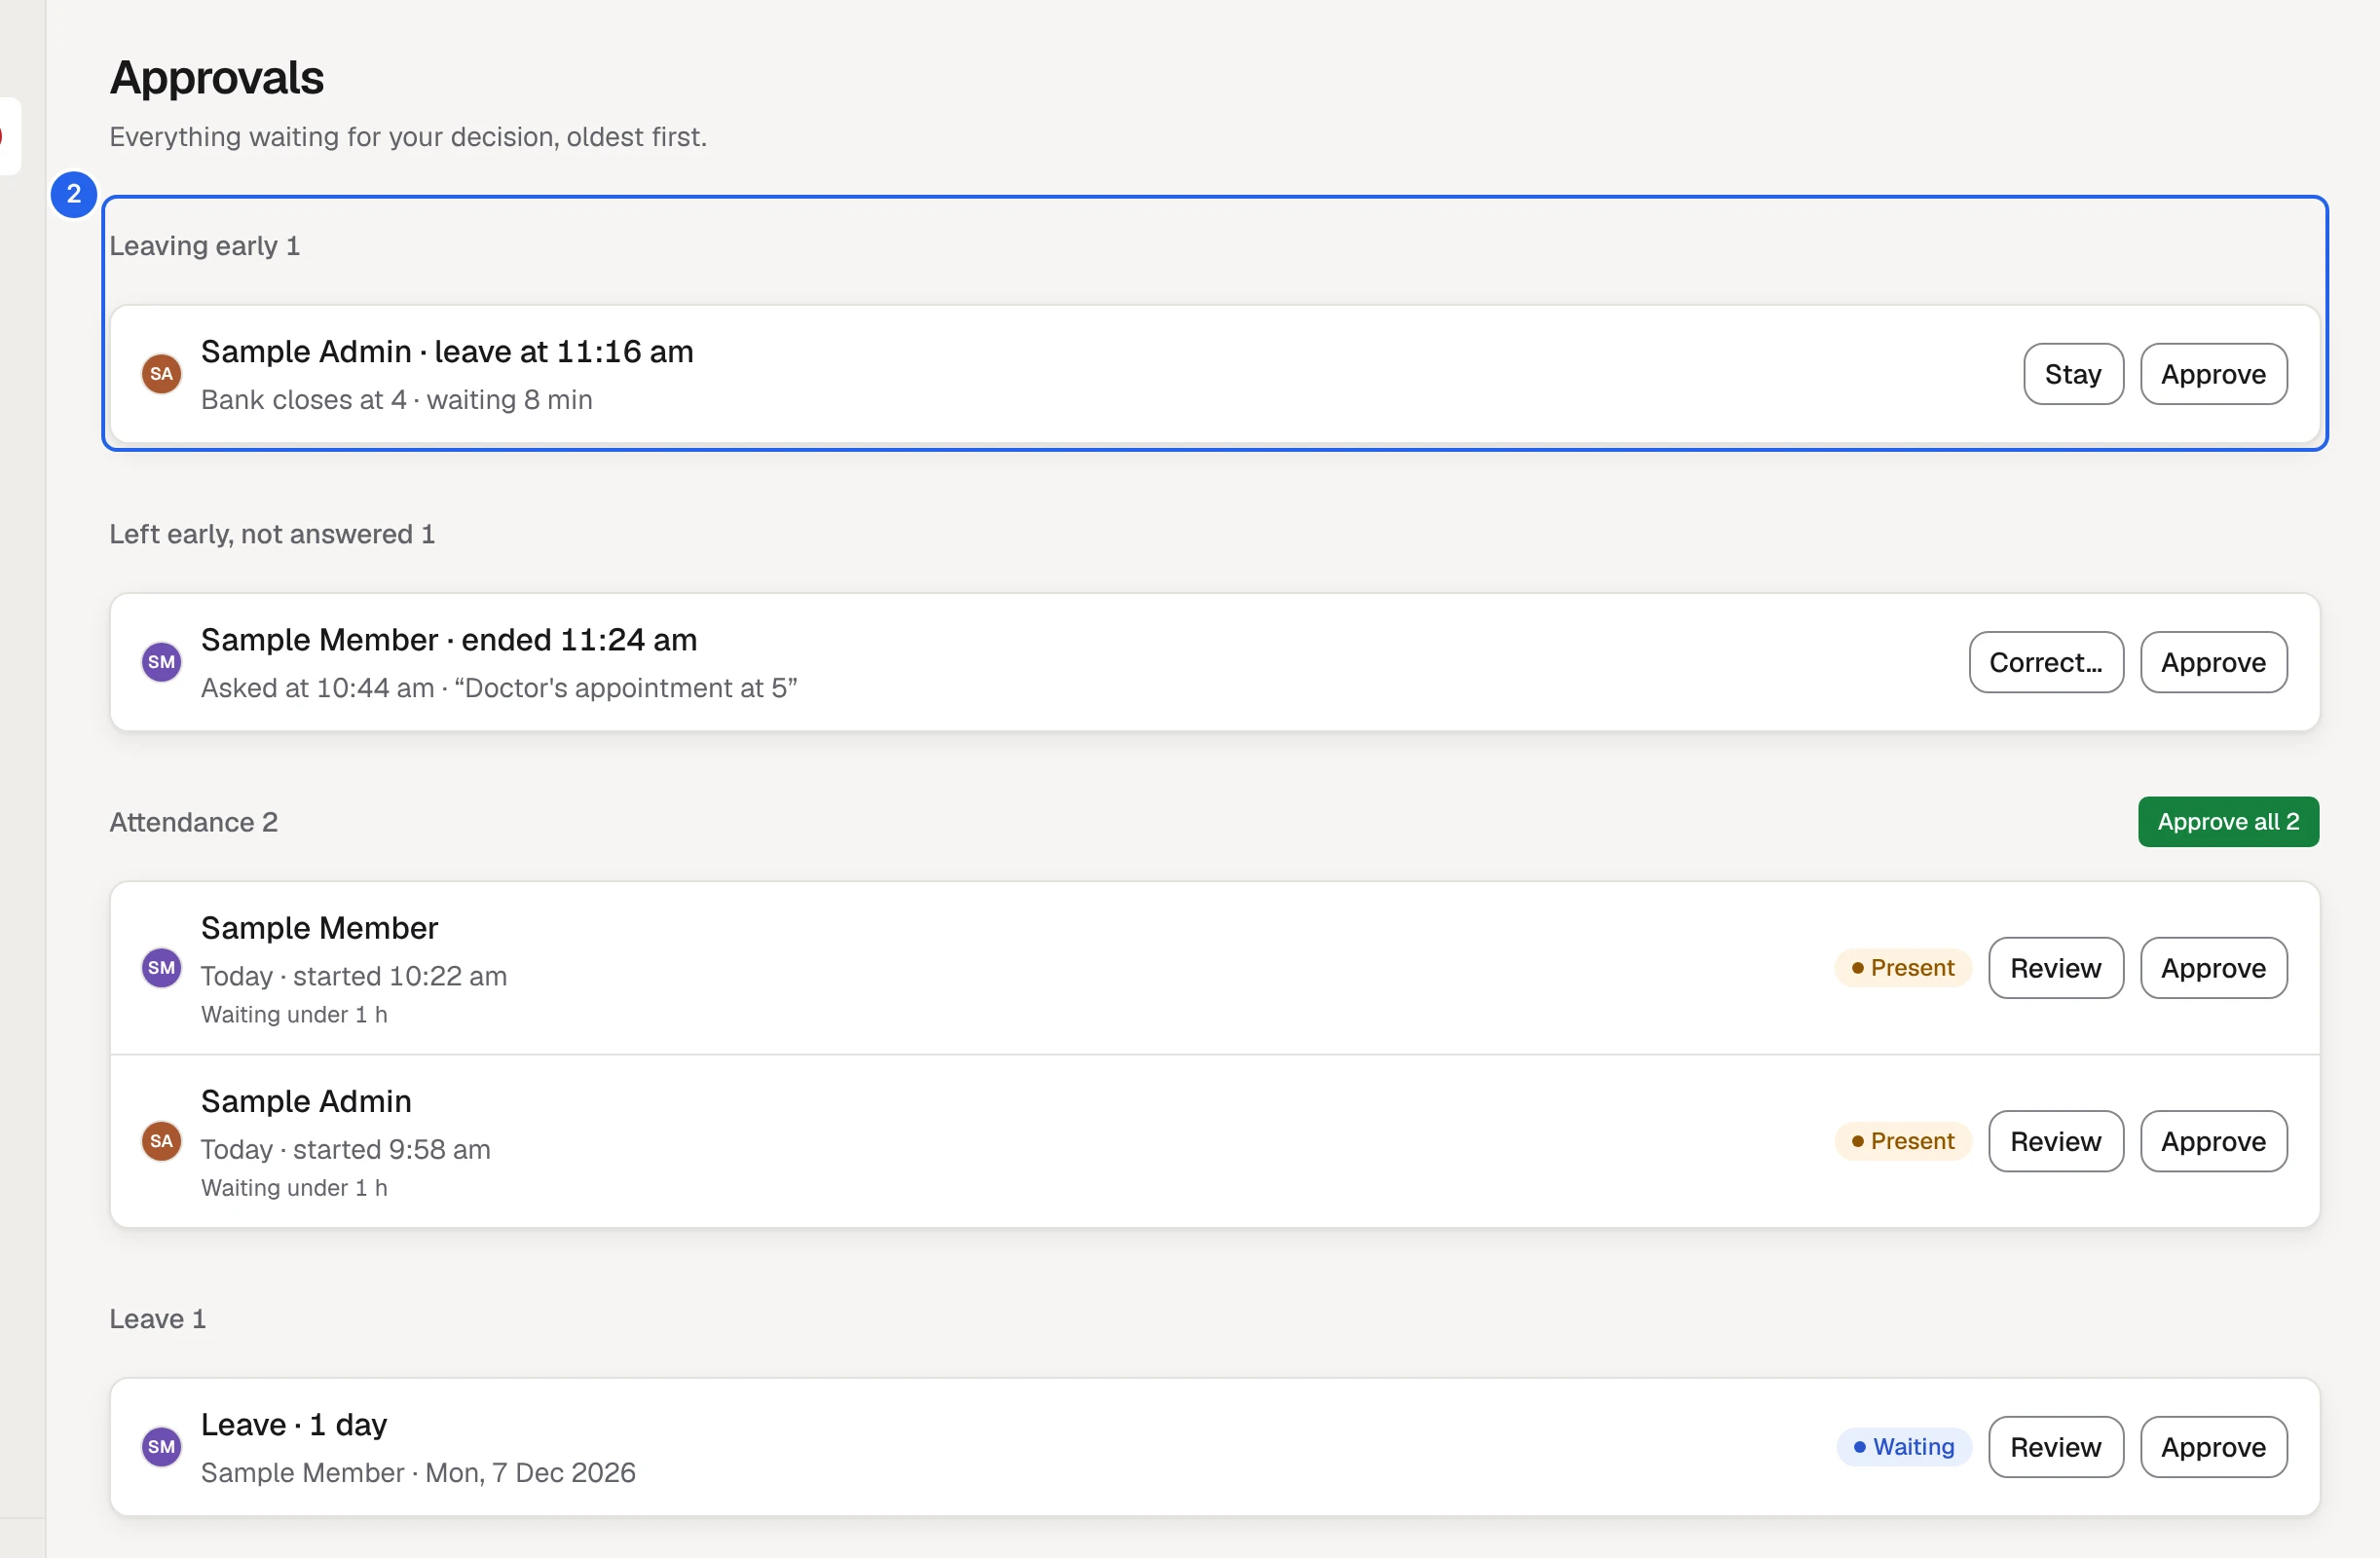 Approvals
Everything waiting for your decision, oldest first.
2
Leaving early 1
SA
Sample Admin · leave at 11:16 am
Bank closes at 4 · waiting 8 min
Stay
Approve
Left early, not answered 1
SM
Sample Member · ended 11:24 am
Asked at 10:44 am · “Doctor's appointment at 5”
Correct...
Approve
Attendance 2
Approve all 2
SM
Sample Member
Today · started 10:22 am
Waiting under 1 h
Present
Review
Approve
SA
Sample Admin
Today · started 9:58 am
Waiting under 1 h
Present
Review
Approve
Leave 1
SM
Leave · 1 day
Sample Member · Mon, 7 Dec 2026
Waiting
Review
Approve